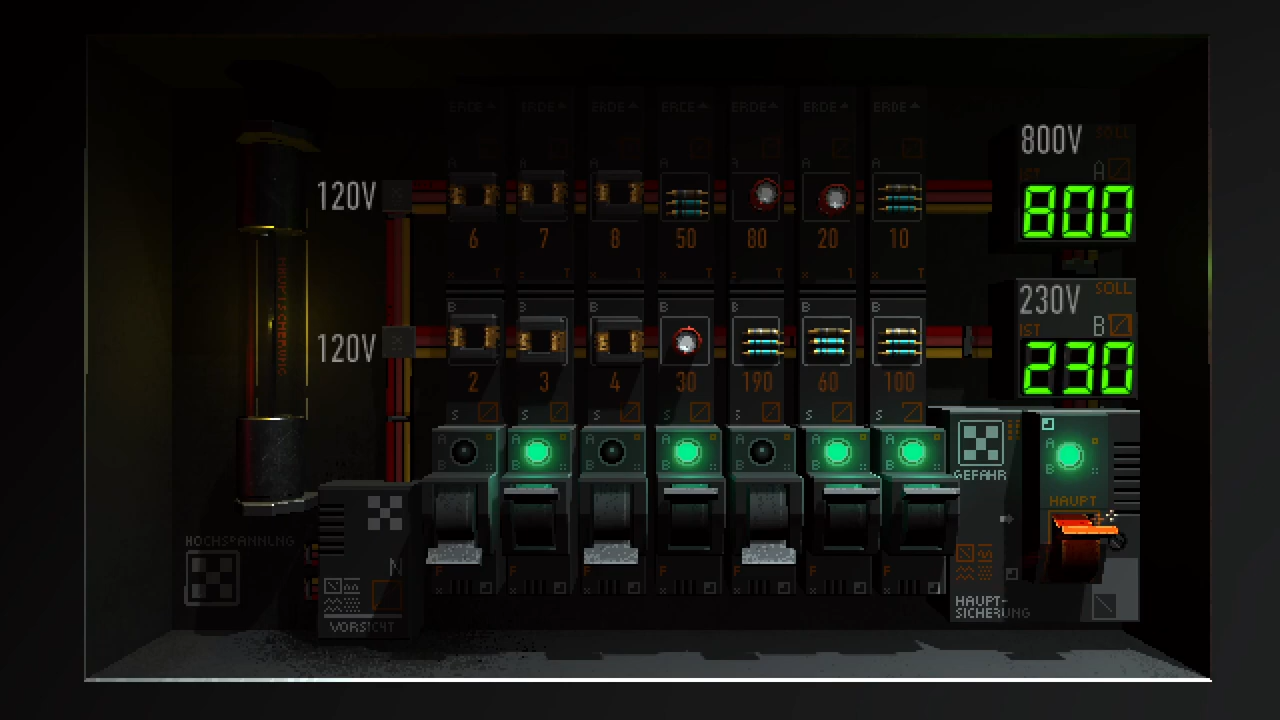 ERDE ERDE ERDE ERDE ERDE ERDE ERDE
800V SOLL
A A A A A A A IST A
120V 800
6 7 8 50 80 20 10
HAUPTSICHERUNG
B B B B B B B 230V SOLL
IST B
120V 230
2 3 4 30 190 60 100
S S S S S S S
A A A A A A A A
B B B B B B B B
GEFAHR
HAUPT
HOCHSPANNUNG
N
F F F F F F F
HAUPT-
SICHERUNG
VORSICHT